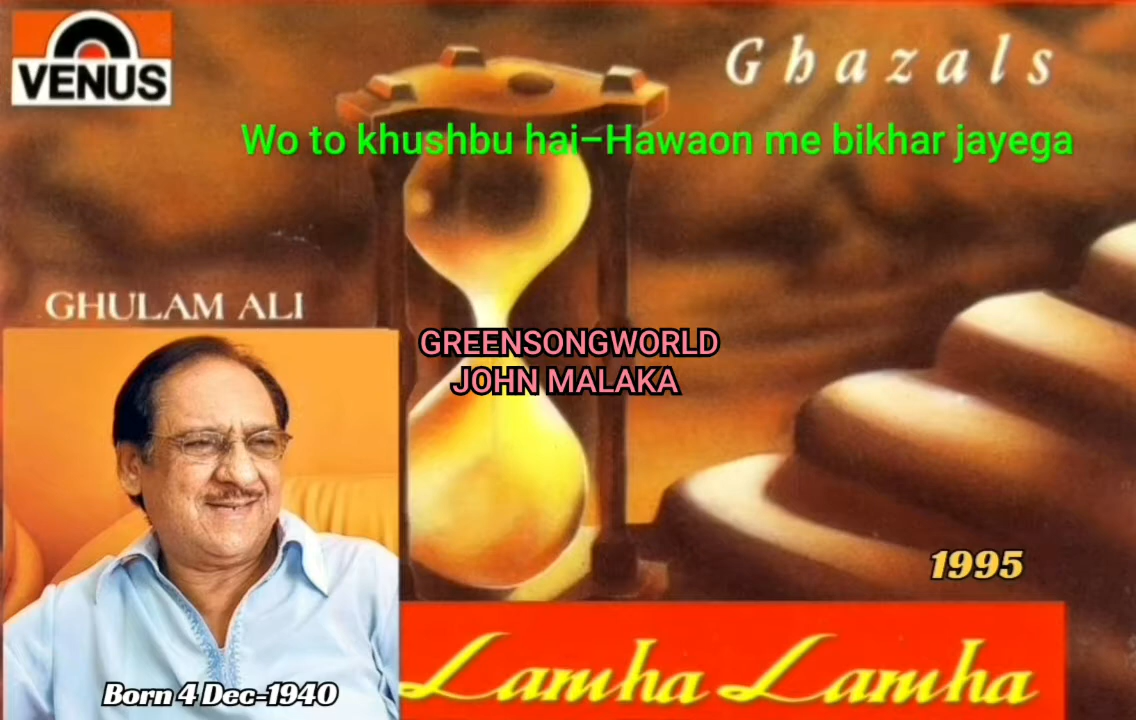 VENUS
Ghazals
Wo to khushbu hai–Hawaon me bikhar jayega
GHULAM ALI
GREENSONGWORLD
JOHN MALAKA
1995
Lamha Lamha
Born 4 Dec-1940